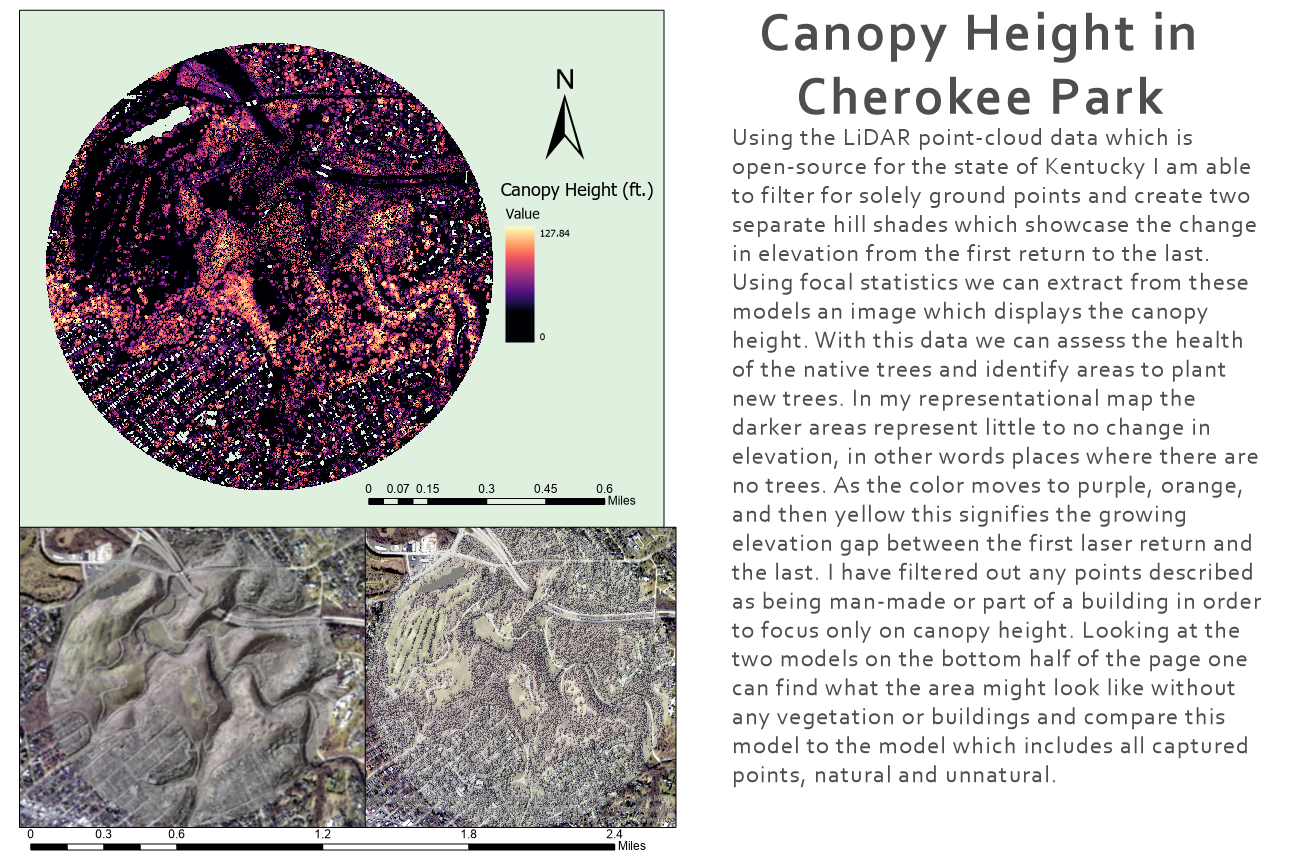 Canopy Height in
Cherokee Park
Using the LiDAR point-cloud data which is
open-source for the state of Kentucky I am able
to filter for solely ground points and create two
separate hill shades which showcase the change
in elevation from the first return to the last.
Using focal statistics we can extract from these
models an image which displays the canopy
height. With this data we can assess the health
of the native trees and identify areas to plant
new trees. In my representational map the
darker areas represent little to no change in
elevation, in other words places where there are
no trees. As the color moves to purple, orange,
and then yellow this signifies the growing
elevation gap between the first laser return and
the last. I have filtered out any points described
as being man-made or part of a building in order
to focus only on canopy height. Looking at the
two models on the bottom half of the page one
can find what the area might look like without
any vegetation or buildings and compare this
model to the model which includes all captured
points, natural and unnatural.
N
Canopy Height (ft.)
Value
127.84
0
0 0.07 0.15 0.3 0.45 0.6
Miles
0 0.3 0.6 1.2 1.8 2.4
Miles